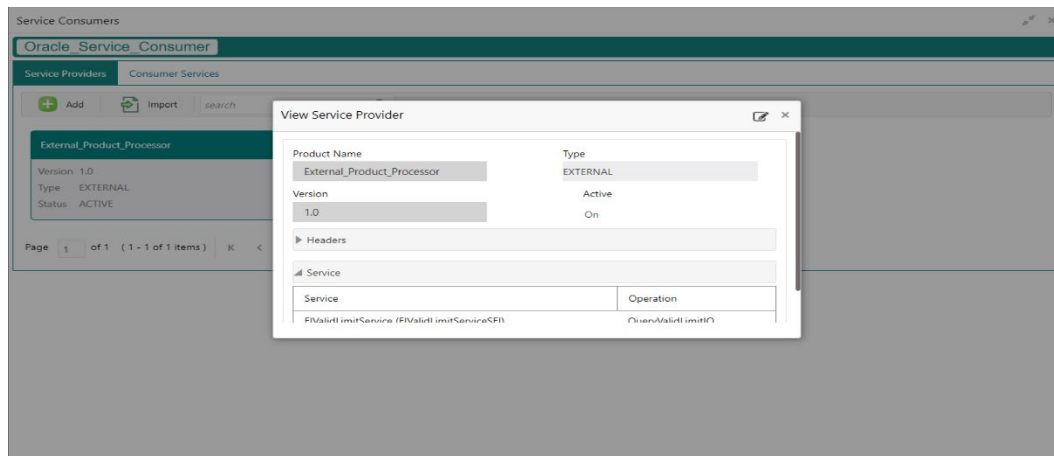 Service Consumers
Oracle_Service_Consumer
Service Providers Consumer Services
Add Import search
External_Product_Processor
Version 1.0
Type EXTERNAL
Status ACTIVE
Page 1 of 1 (1 - 1 of 1 items) K <
View Service Provider
Product Name Type
External_Product_Processor EXTERNAL
Version Active
1.0 On
Headers
Service
Service Operation